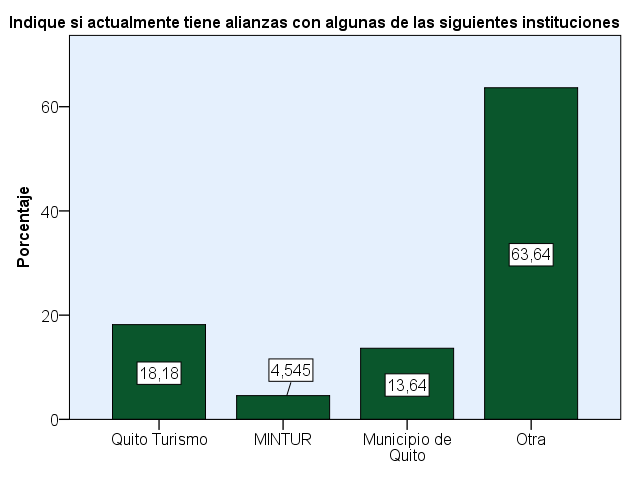 Indique si actualmente tiene alianzas con algunas de las siguientes instituciones
Porcentaje
60
40
20
0
18,18
4,545
13,64
63,64
Quito Turismo
MINTUR
Municipio de
Quito
Otra